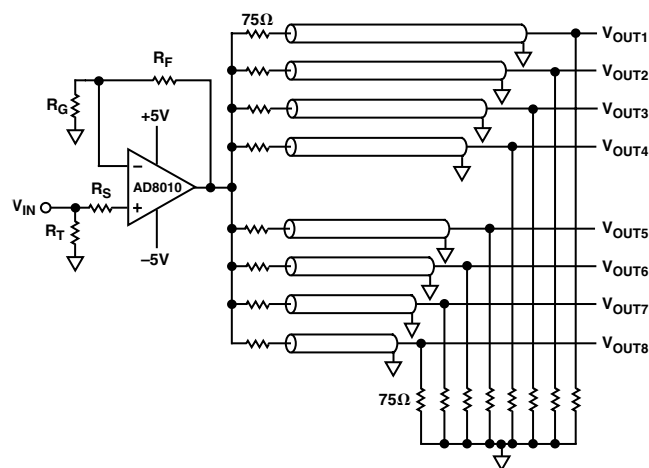 75Ω
VOUT1
RF
VOUT2
RG
+5V
VOUT3
VOUT4
–
AD8010
RS
VIN
+
RT
–5V
VOUT5
VOUT6
VOUT7
VOUT8
75Ω